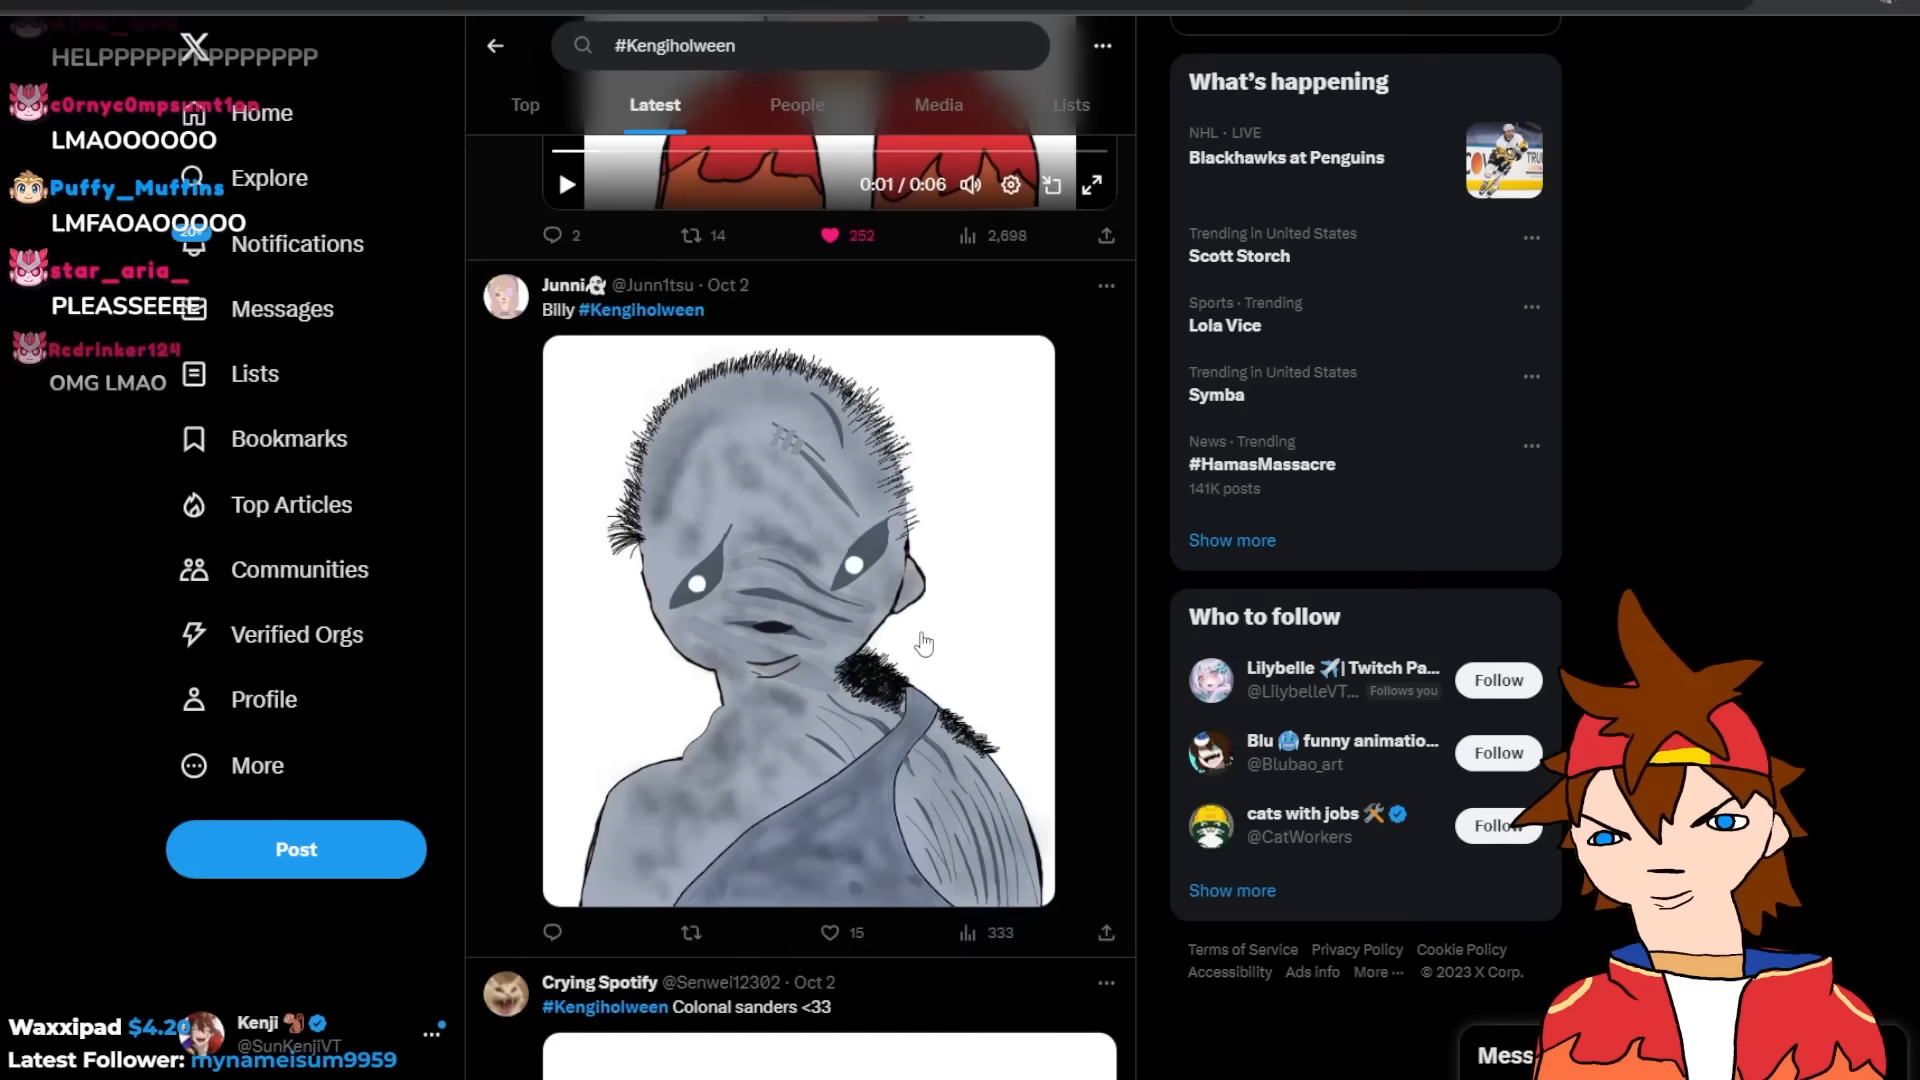 HELPPPPPPPPPPPPPP
c0rnyc0mpsumt1on
LMAOOOOOO
Puffy_Muffins
LMFAOAOOOOO
star_aria_
PLEASSEEEE
Rcdrinker124
OMG LMAO
Home
Explore
20+
Notifications
Messages
Lists
Bookmarks
Top Articles
Communities
Verified Orgs
Profile
More
Post
Waxxipad $4.20
Kenji
@SunKenjiVT
Latest Follower: mynameisum9959
#Kengiholween
Top
Latest
People
Media
Lists
0:01 / 0:06
2
14
252
2,698
Junni @Junn1tsu · Oct 2
Billy #Kengiholween
15
333
Crying Spotify @Senwei12302 · Oct 2
#Kengiholween Colonal sanders <33
What's happening
NHL · LIVE
Blackhawks at Penguins
Trending in United States
Scott Storch
Sports · Trending
Lola Vice
Trending in United States
Symba
News · Trending
#HamasMassacre
141K posts
Show more
Who to follow
Lilybelle | Twitch Pa...
@LilybelleVT... Follows you
Follow
Blu funny animatio...
@Blubao_art
Follow
cats with jobs
@CatWorkers
Follow
Show more
Terms of Service Privacy Policy Cookie Policy
Accessibility Ads info More ··· © 2023 X Corp.
Mess